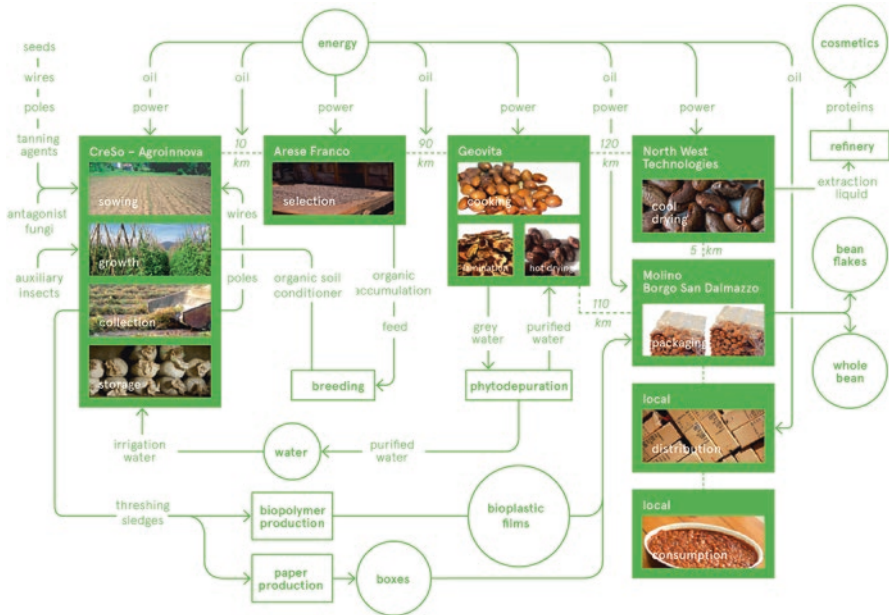 energy
cosmetics
seeds
wires
poles
tanning
agents
antagonist
fungi
auxiliary
insects
oil
oil
oil
oil
oil
power
power
power
power
power
proteins
refinery
extraction
liquid
CreSo – Agroinnova
sowing
growth
collection
storage
10
km
Arese Franco
selection
90
km
Geovita
cooking
lamination
hot drying
120
km
North West
Technologies
cool
drying
5 km
wires
poles
organic soil
conditioner
organic
accumulation
feed
breeding
grey
water
purified
water
phytodepuration
110
km
Molino
Borgo San Dalmazzo
packaging
bean
flakes
whole
bean
irrigation
water
water
purified
water
local
distribution
threshing
sledges
biopolymer
production
bioplastic
films
local
consumption
paper
production
boxes